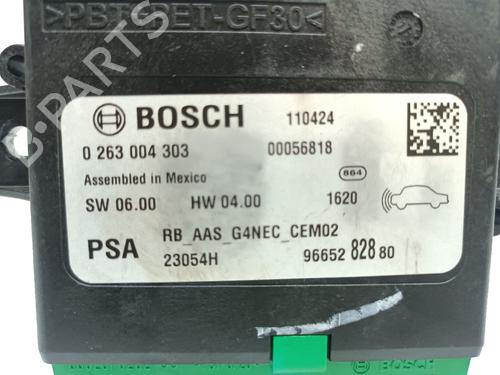 >PBT+PET-GF30<
BOSCH 110424
0 263 004 303 00056818
Assembled in Mexico 864
SW 06.00 HW 04.00 1620
PSA RB_AAS_G4NEC_CEM02
23054H 96652 828 80
BOSCH
B-PARTS